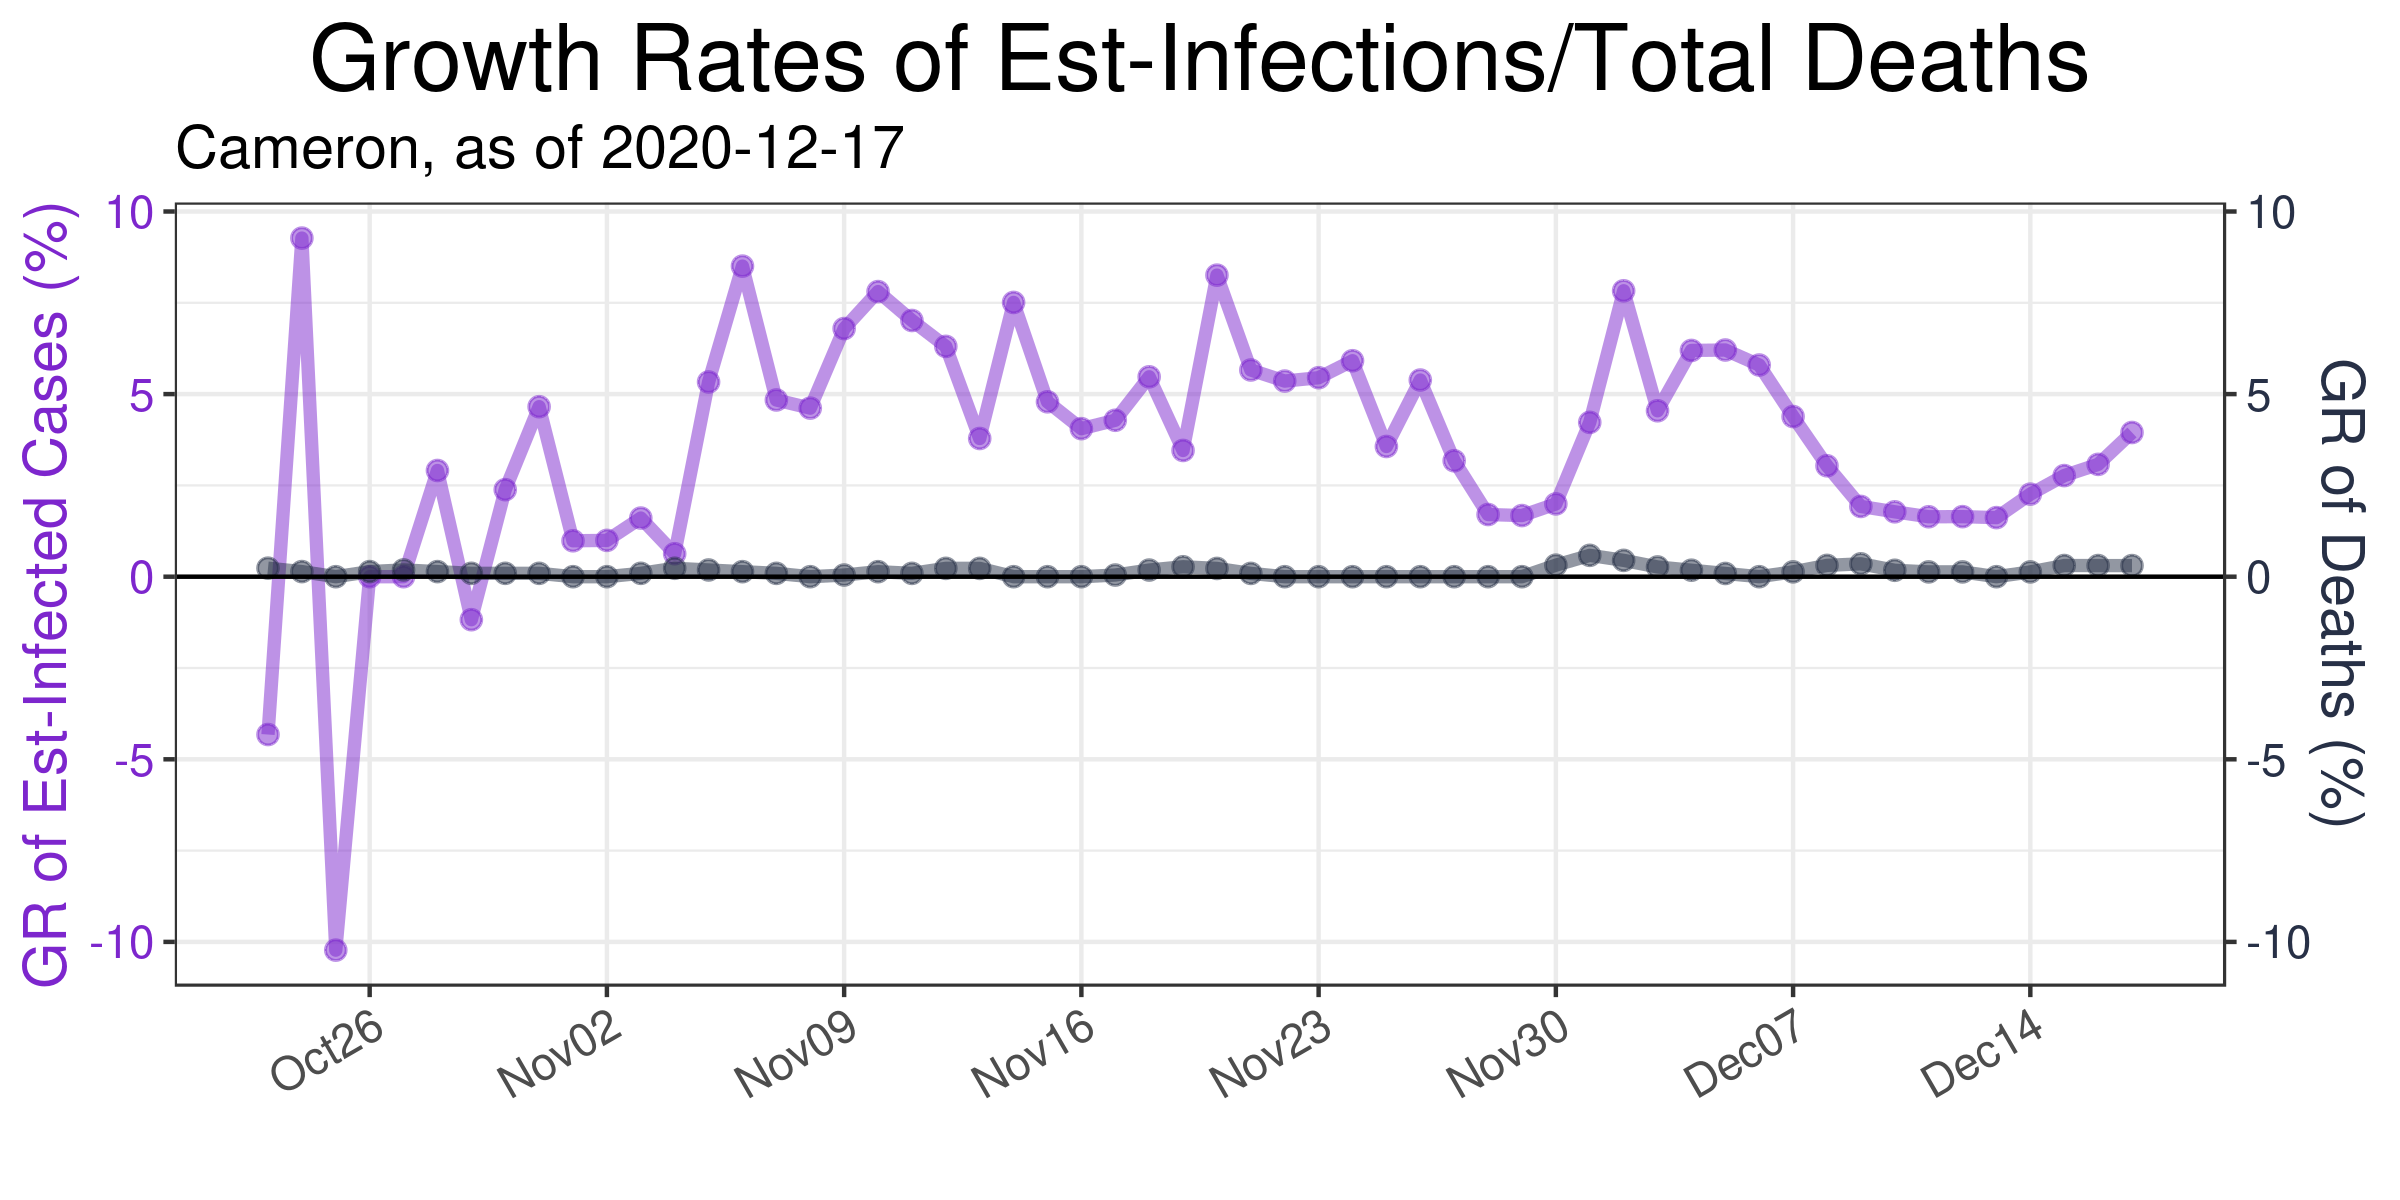 Growth Rates of Est-Infections/Total Deaths
Cameron, as of 2020-12-17
GR of Est-Infected Cases (%)
10
5
0
-5
-10
10
5
0
-5
-10
GR of Deaths (%)
Oct26
Nov02
Nov09
Nov16
Nov23
Nov30
Dec07
Dec14